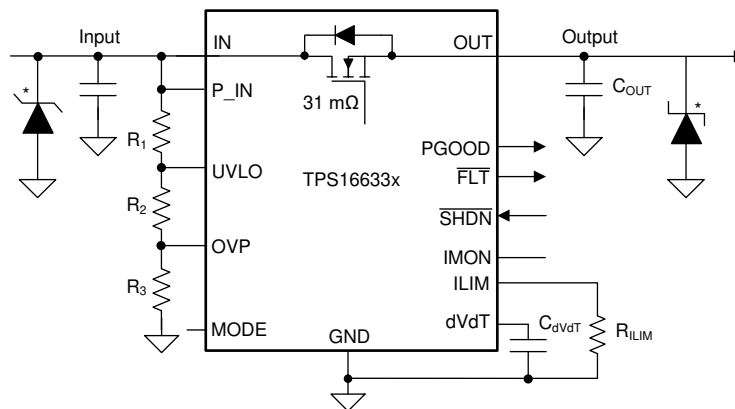 Input
IN
OUT
Output
*
P_IN
31 mΩ
COUT
*
R1
PGOOD
UVLO
TPS16633x
FLT
R2
SHDN
OVP
IMON
R3
ILIM
MODE
dVdT
CdVdT
RILIM
GND